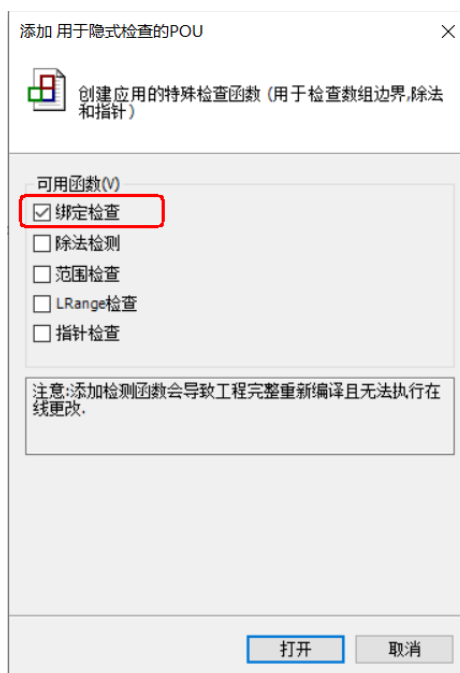 添加 用于隐式检查的POU
创建应用的特殊检查函数 (用于检查数组边界,除法
和指针)
可用函数(V)
绑定检查
除法检测
范围检查
LRange检查
指针检查
注意:添加检测函数会导致工程完整重新编译且无法执行在
线更改.
打开
取消